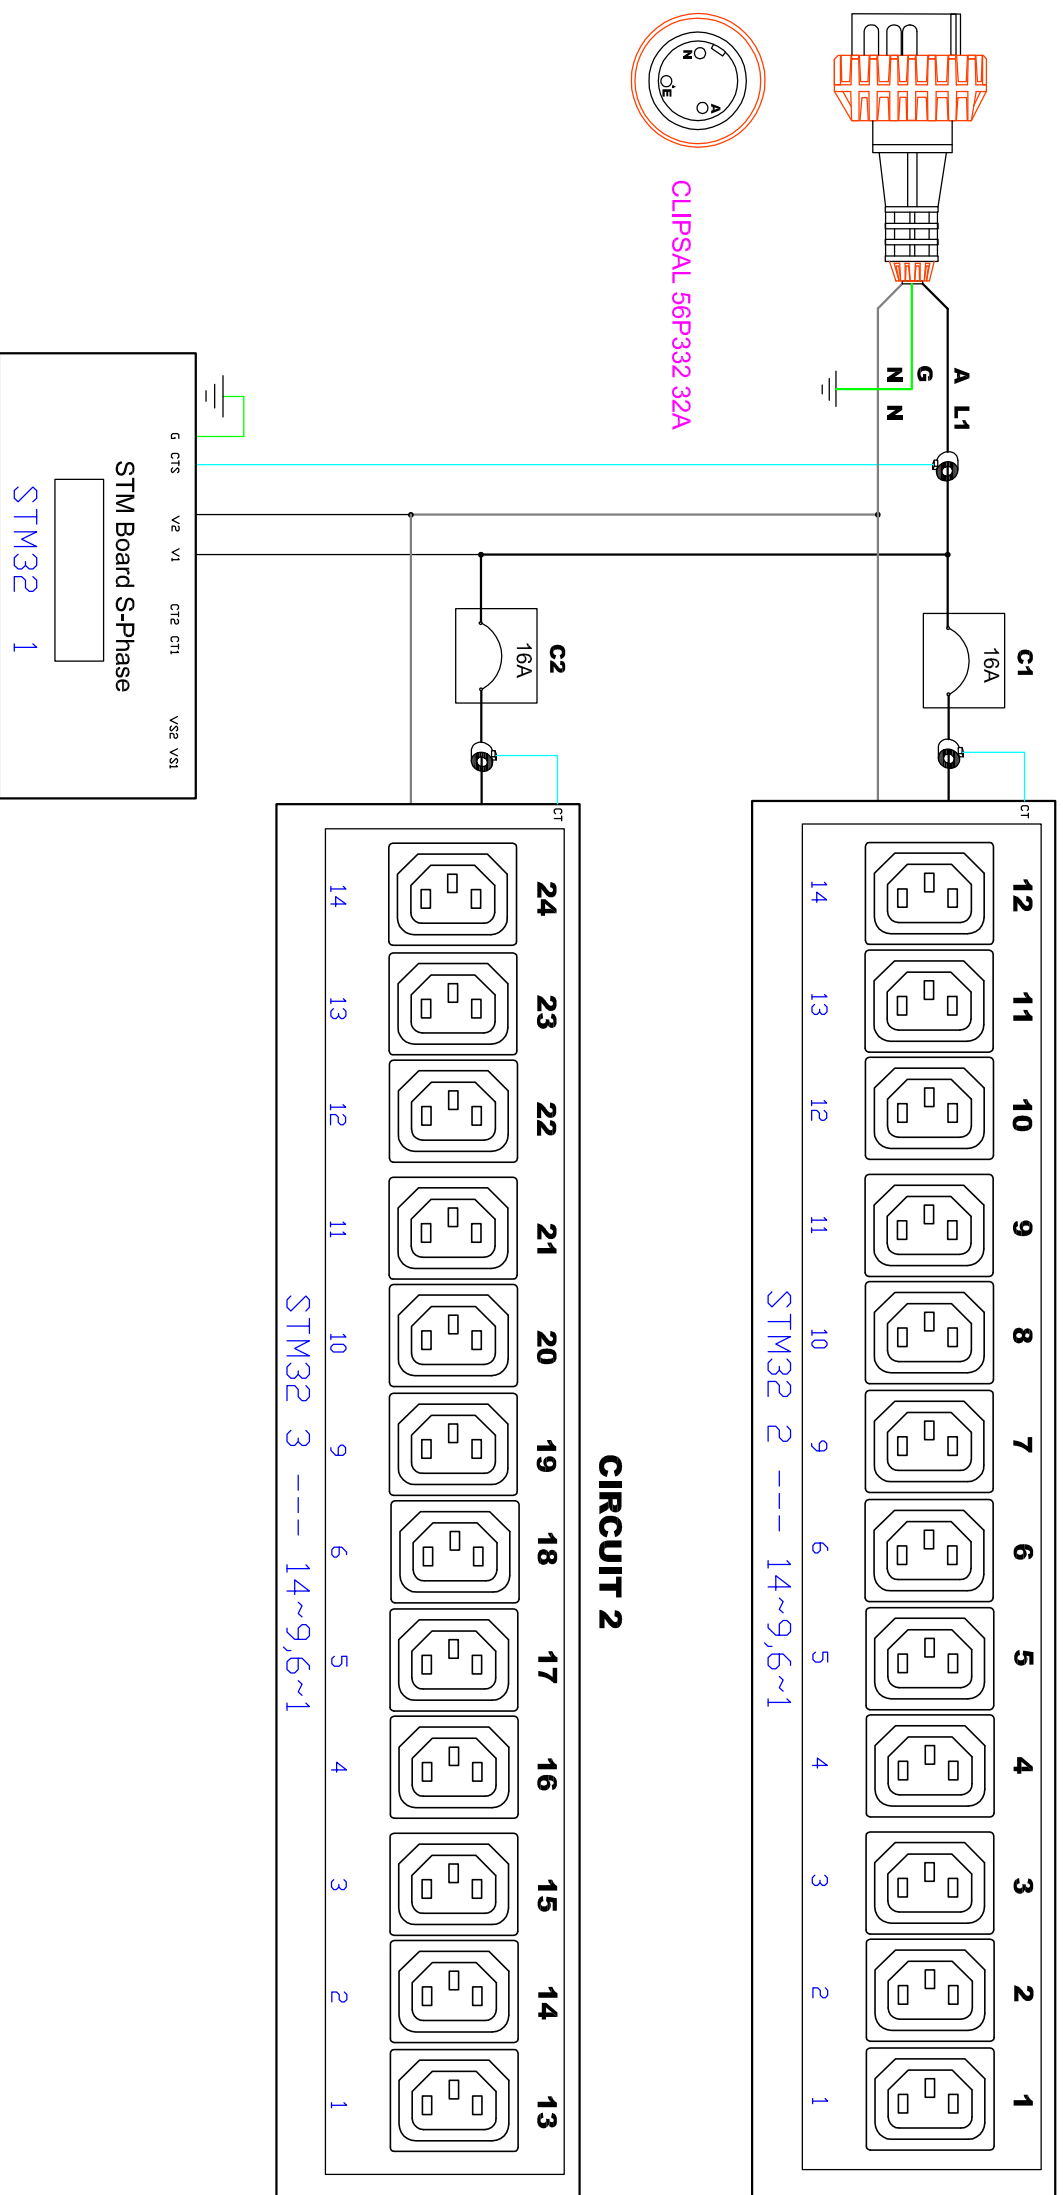 C1
16A
CT
12 11 10 9 8 7 6 5 4 3 2 1
A L1
G
N N
14 13 12 11 10 9 6 5 4 3 2 1
STM32 2 --- 14~9,6~1
A
N
E
CLIPSAL 56P332 32A
CIRCUIT 2
C2
16A
CT
24 23 22 21 20 19 18 17 16 15 14 13
14 13 12 11 10 9 6 5 4 3 2 1
STM32 3 --- 14~9,6~1
G CTS V2 V1 CT2 CT1 VS2 VS1
STM Board S-Phase
STM32 1